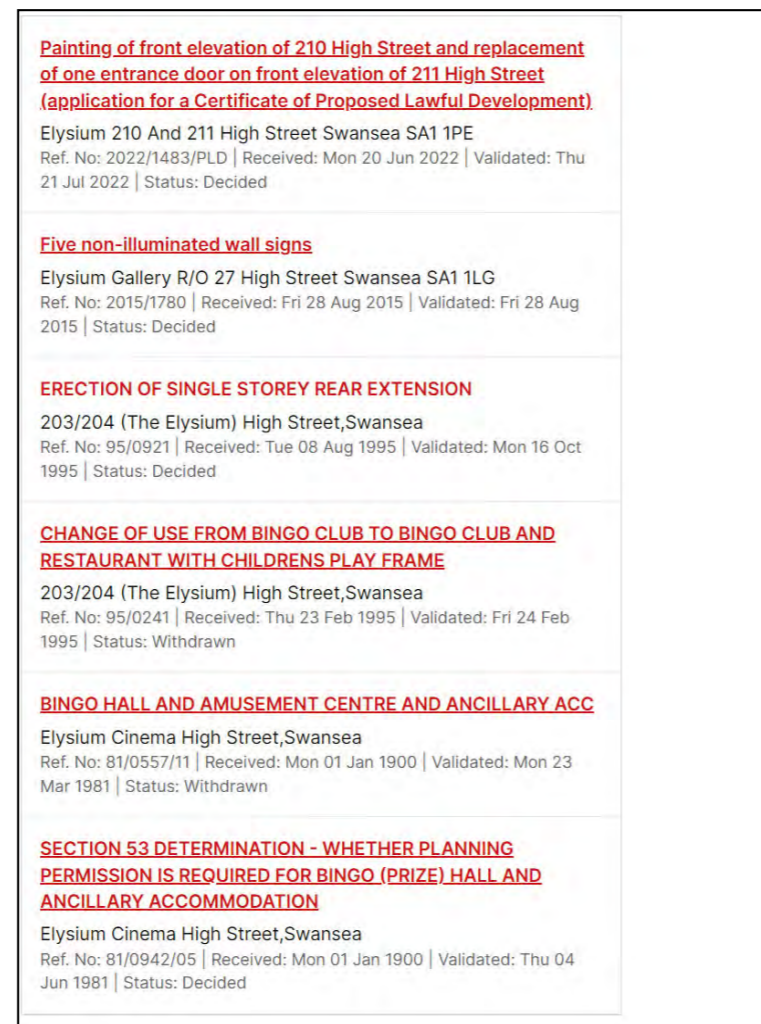 Painting of front elevation of 210 High Street and replacement
of one entrance door on front elevation of 211 High Street
(application for a Certificate of Proposed Lawful Development)
Elysium 210 And 211 High Street Swansea SA1 1PE
Ref. No: 2022/1483/PLD | Received: Mon 20 Jun 2022 | Validated: Thu
21 Jul 2022 | Status: Decided
Five non-illuminated wall signs
Elysium Gallery R/O 27 High Street Swansea SA1 1LG
Ref. No: 2015/1780 | Received: Fri 28 Aug 2015 | Validated: Fri 28 Aug
2015 | Status: Decided
ERECTION OF SINGLE STOREY REAR EXTENSION
203/204 (The Elysium) High Street,Swansea
Ref. No: 95/0921 | Received: Tue 08 Aug 1995 | Validated: Mon 16 Oct
1995 | Status: Decided
CHANGE OF USE FROM BINGO CLUB TO BINGO CLUB AND
RESTAURANT WITH CHILDRENS PLAY FRAME
203/204 (The Elysium) High Street,Swansea
Ref. No: 95/0241 | Received: Thu 23 Feb 1995 | Validated: Fri 24 Feb
1995 | Status: Withdrawn
BINGO HALL AND AMUSEMENT CENTRE AND ANCILLARY ACC
Elysium Cinema High Street,Swansea
Ref. No: 81/0557/11 | Received: Mon 01 Jan 1900 | Validated: Mon 23
Mar 1981 | Status: Withdrawn
SECTION 53 DETERMINATION - WHETHER PLANNING
PERMISSION IS REQUIRED FOR BINGO (PRIZE) HALL AND
ANCILLARY ACCOMMODATION
Elysium Cinema High Street,Swansea
Ref. No: 81/0942/05 | Received: Mon 01 Jan 1900 | Validated: Thu 04
Jun 1981 | Status: Decided